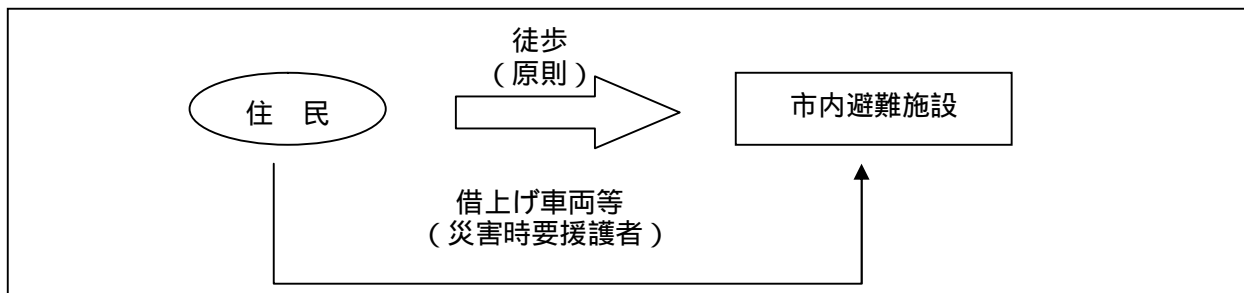 徒歩
（原則）
住　民
市内避難施設
借上げ車両等
（災害時要援護者）